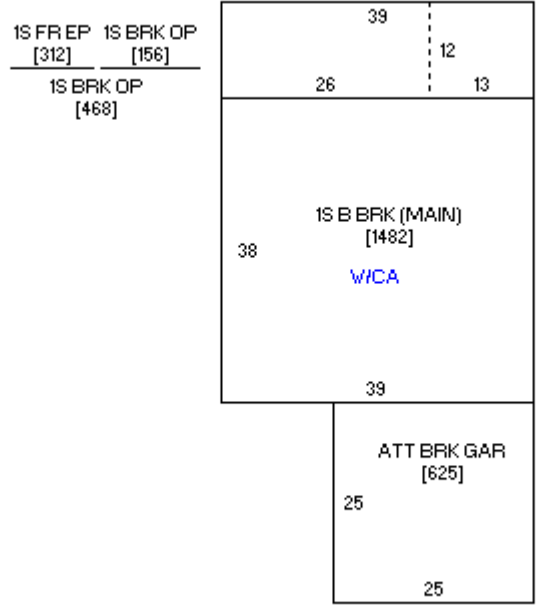 1S FR EP 1S BRK OP
[312] [156]
1S BRK OP
[468]
39
12
26 13
1S B BRK (MAIN)
[1482]
38
W/CA
39
ATT BRK GAR
[625]
25
25